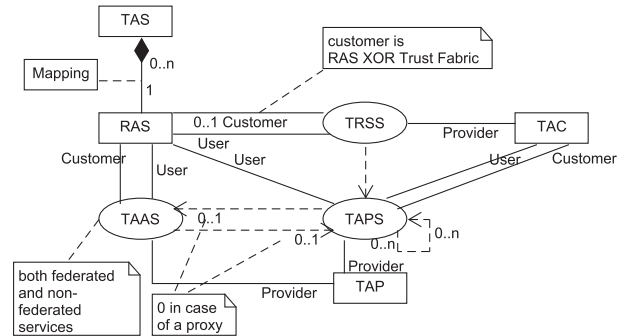 TAS
0..n
customer is
RAS XOR Trust Fabric
Mapping
1
RAS
0..1 Customer
TRSS
TAC
Provider
User
Customer
User
User
User
Customer
TAAS
0..1
TAPS
0..1
0..n
0..n
Provider
both federated
and non-
federated
services
0 in case
of a proxy
Provider
TAP